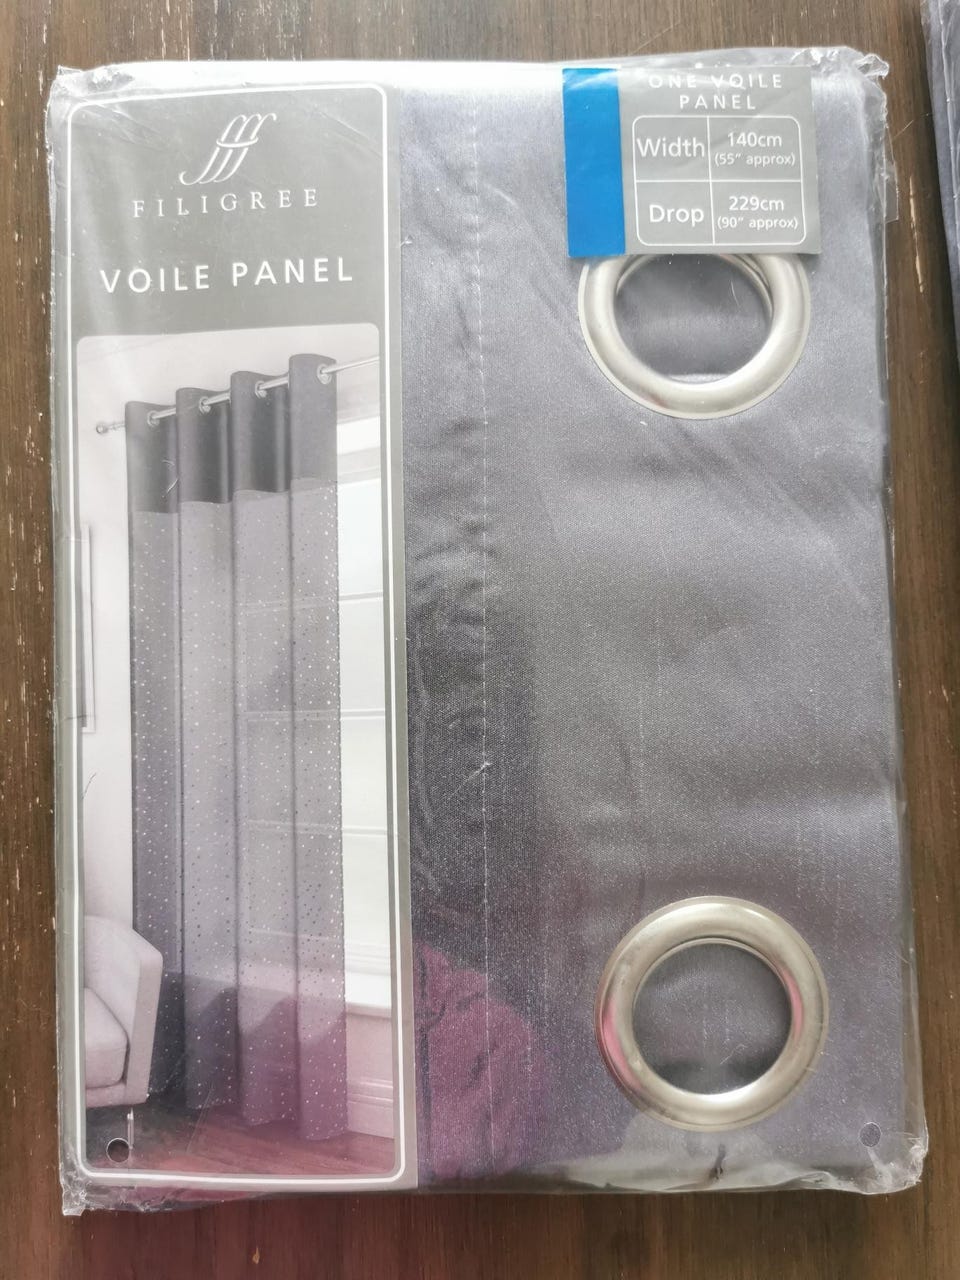 FILIGREE
VOILE PANEL
ONE VOILE
PANEL
Width 140cm
(55" approx)
Drop 229cm
(90" approx)